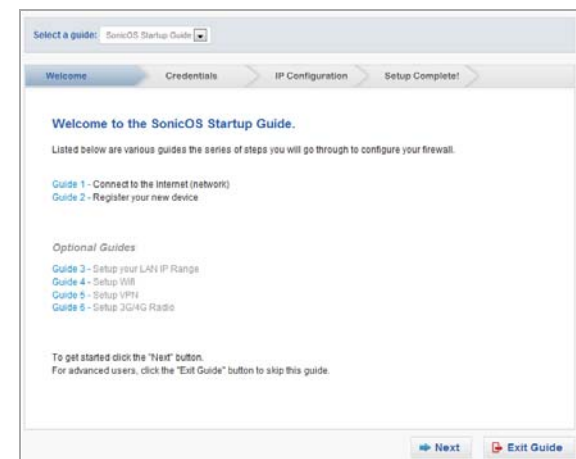 Select a guide: SonicOS Startup Guide
Welcome Credentials IP Configuration Setup Complete!
Welcome to the SonicOS Startup Guide.
Listed below are various guides the series of steps you will go through to configure your firewall.
Guide 1 - Connect to the Internet (network)
Guide 2 - Register your new device
Optional Guides
Guide 3 - Setup your LAN IP Range
Guide 4 - Setup Wifi
Guide 5 - Setup VPN
Guide 6 - Setup 3G/4G Radio
To get started click the "Next" button.
For advanced users, click the "Exit Guide" button to skip this guide.
Next Exit Guide